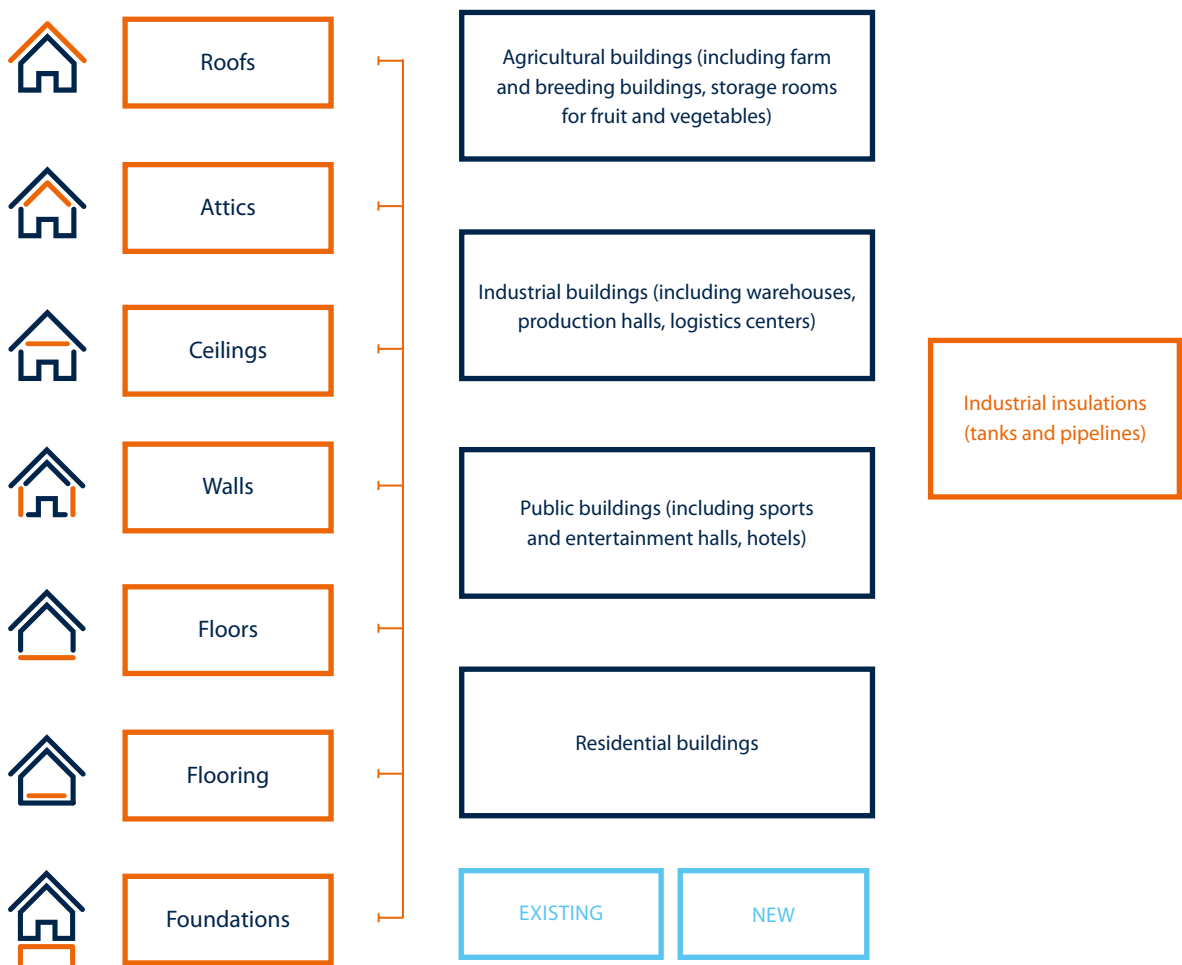 Roofs
Attics
Ceilings
Walls
Floors
Flooring
Foundations
Agricultural buildings (including farm
and breeding buildings, storage rooms
for fruit and vegetables)
Industrial buildings (including warehouses,
production halls, logistics centers)
Public buildings (including sports
and entertainment halls, hotels)
Residential buildings
EXISTING
NEW
Industrial insulations
(tanks and pipelines)